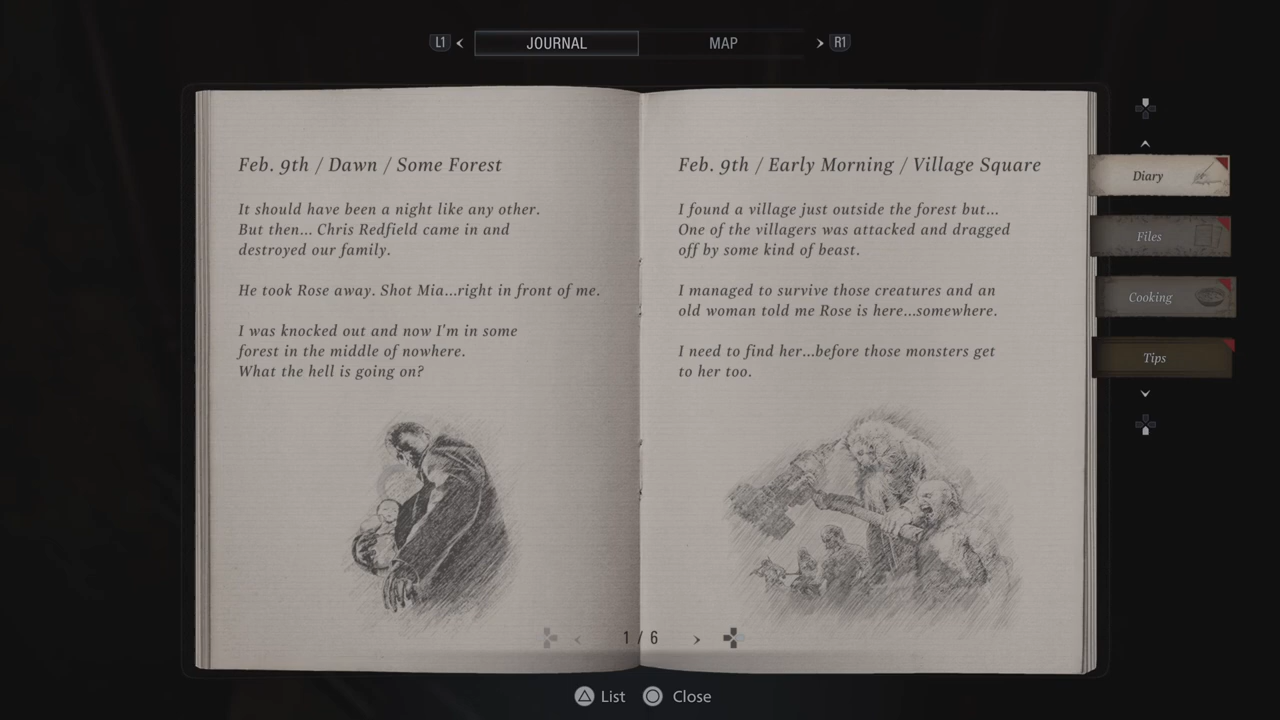 L1
JOURNAL
MAP
R1
Feb. 9th / Dawn / Some Forest
It should have been a night like any other.
But then... Chris Redfield came in and
destroyed our family.
He took Rose away. Shot Mia...right in front of me.
I was knocked out and now I'm in some
forest in the middle of nowhere.
What the hell is going on?
Feb. 9th / Early Morning / Village Square
I found a village just outside the forest but...
One of the villagers was attacked and dragged
off by some kind of beast.
I managed to survive those creatures and an
old woman told me Rose is here...somewhere.
I need to find her...before those monsters get
to her too.
Diary
Files
Cooking
Tips
1 / 6
List
Close